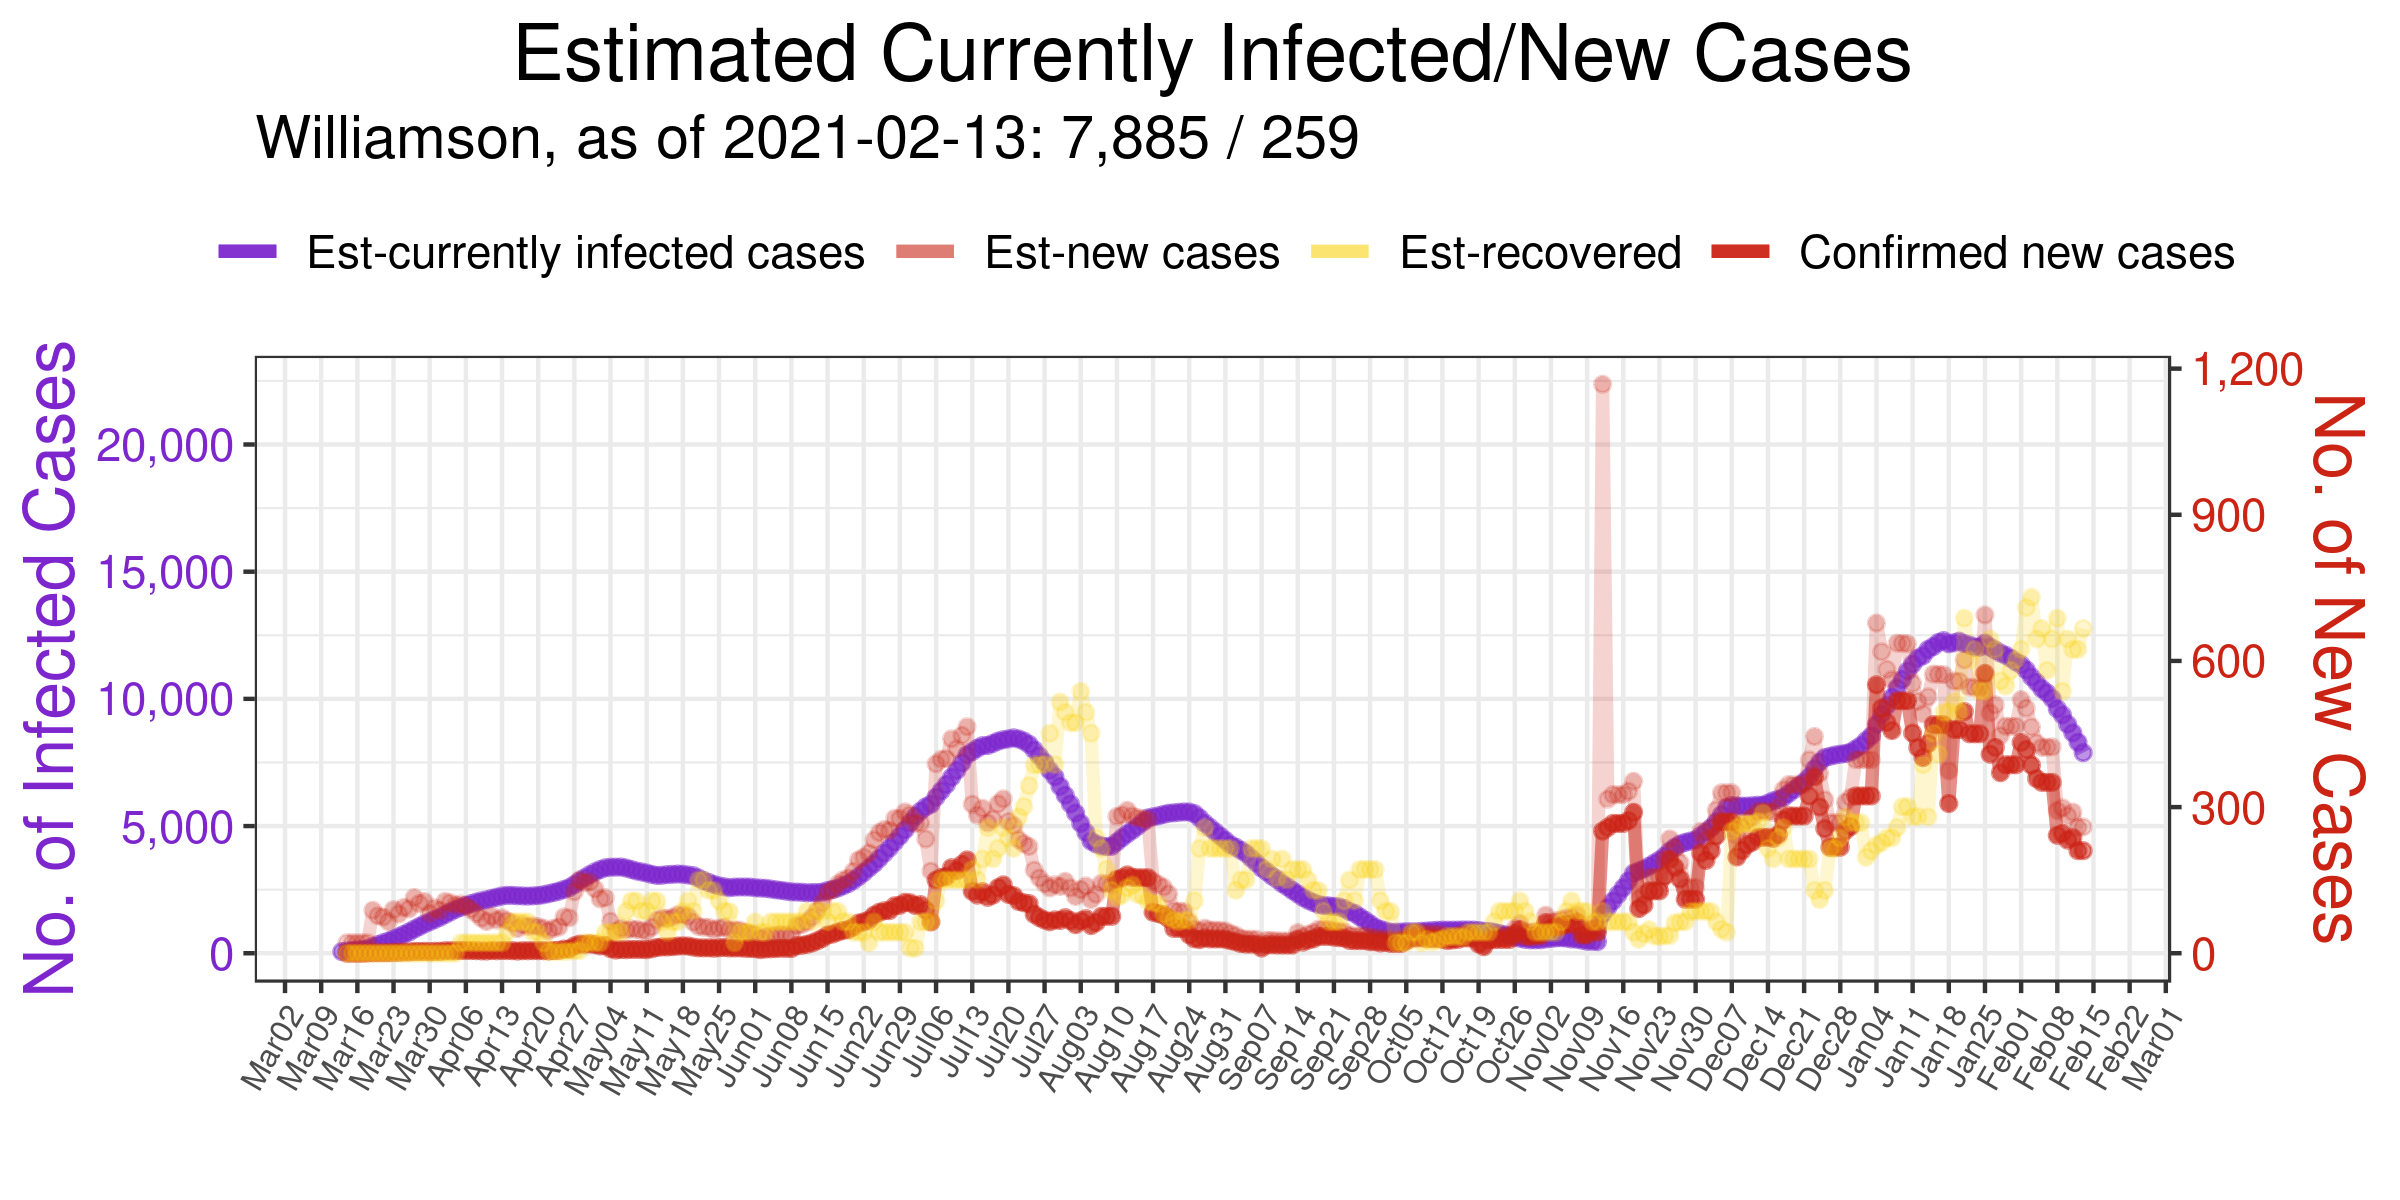 Estimated Currently Infected/New Cases
Williamson, as of 2021-02-13: 7,885 / 259
Est-currently infected cases Est-new cases Est-recovered Confirmed new cases
No. of Infected Cases
20,000
15,000
10,000
5,000
0
1,200
900
600
300
0
No. of New Cases
Mar02 Mar09 Mar16 Mar23 Mar30 Apr06 Apr13 Apr20 Apr27 May04 May11 May18 May25 Jun01 Jun08 Jun15 Jun22 Jun29 Jul06 Jul13 Jul20 Jul27 Aug03 Aug10 Aug17 Aug24 Aug31 Sep07 Sep14 Sep21 Sep28 Oct05 Oct12 Oct19 Oct26 Nov02 Nov09 Nov16 Nov23 Nov30 Dec07 Dec14 Dec21 Dec28 Jan04 Jan11 Jan18 Jan25 Feb01 Feb08 Feb15 Feb22 Mar01